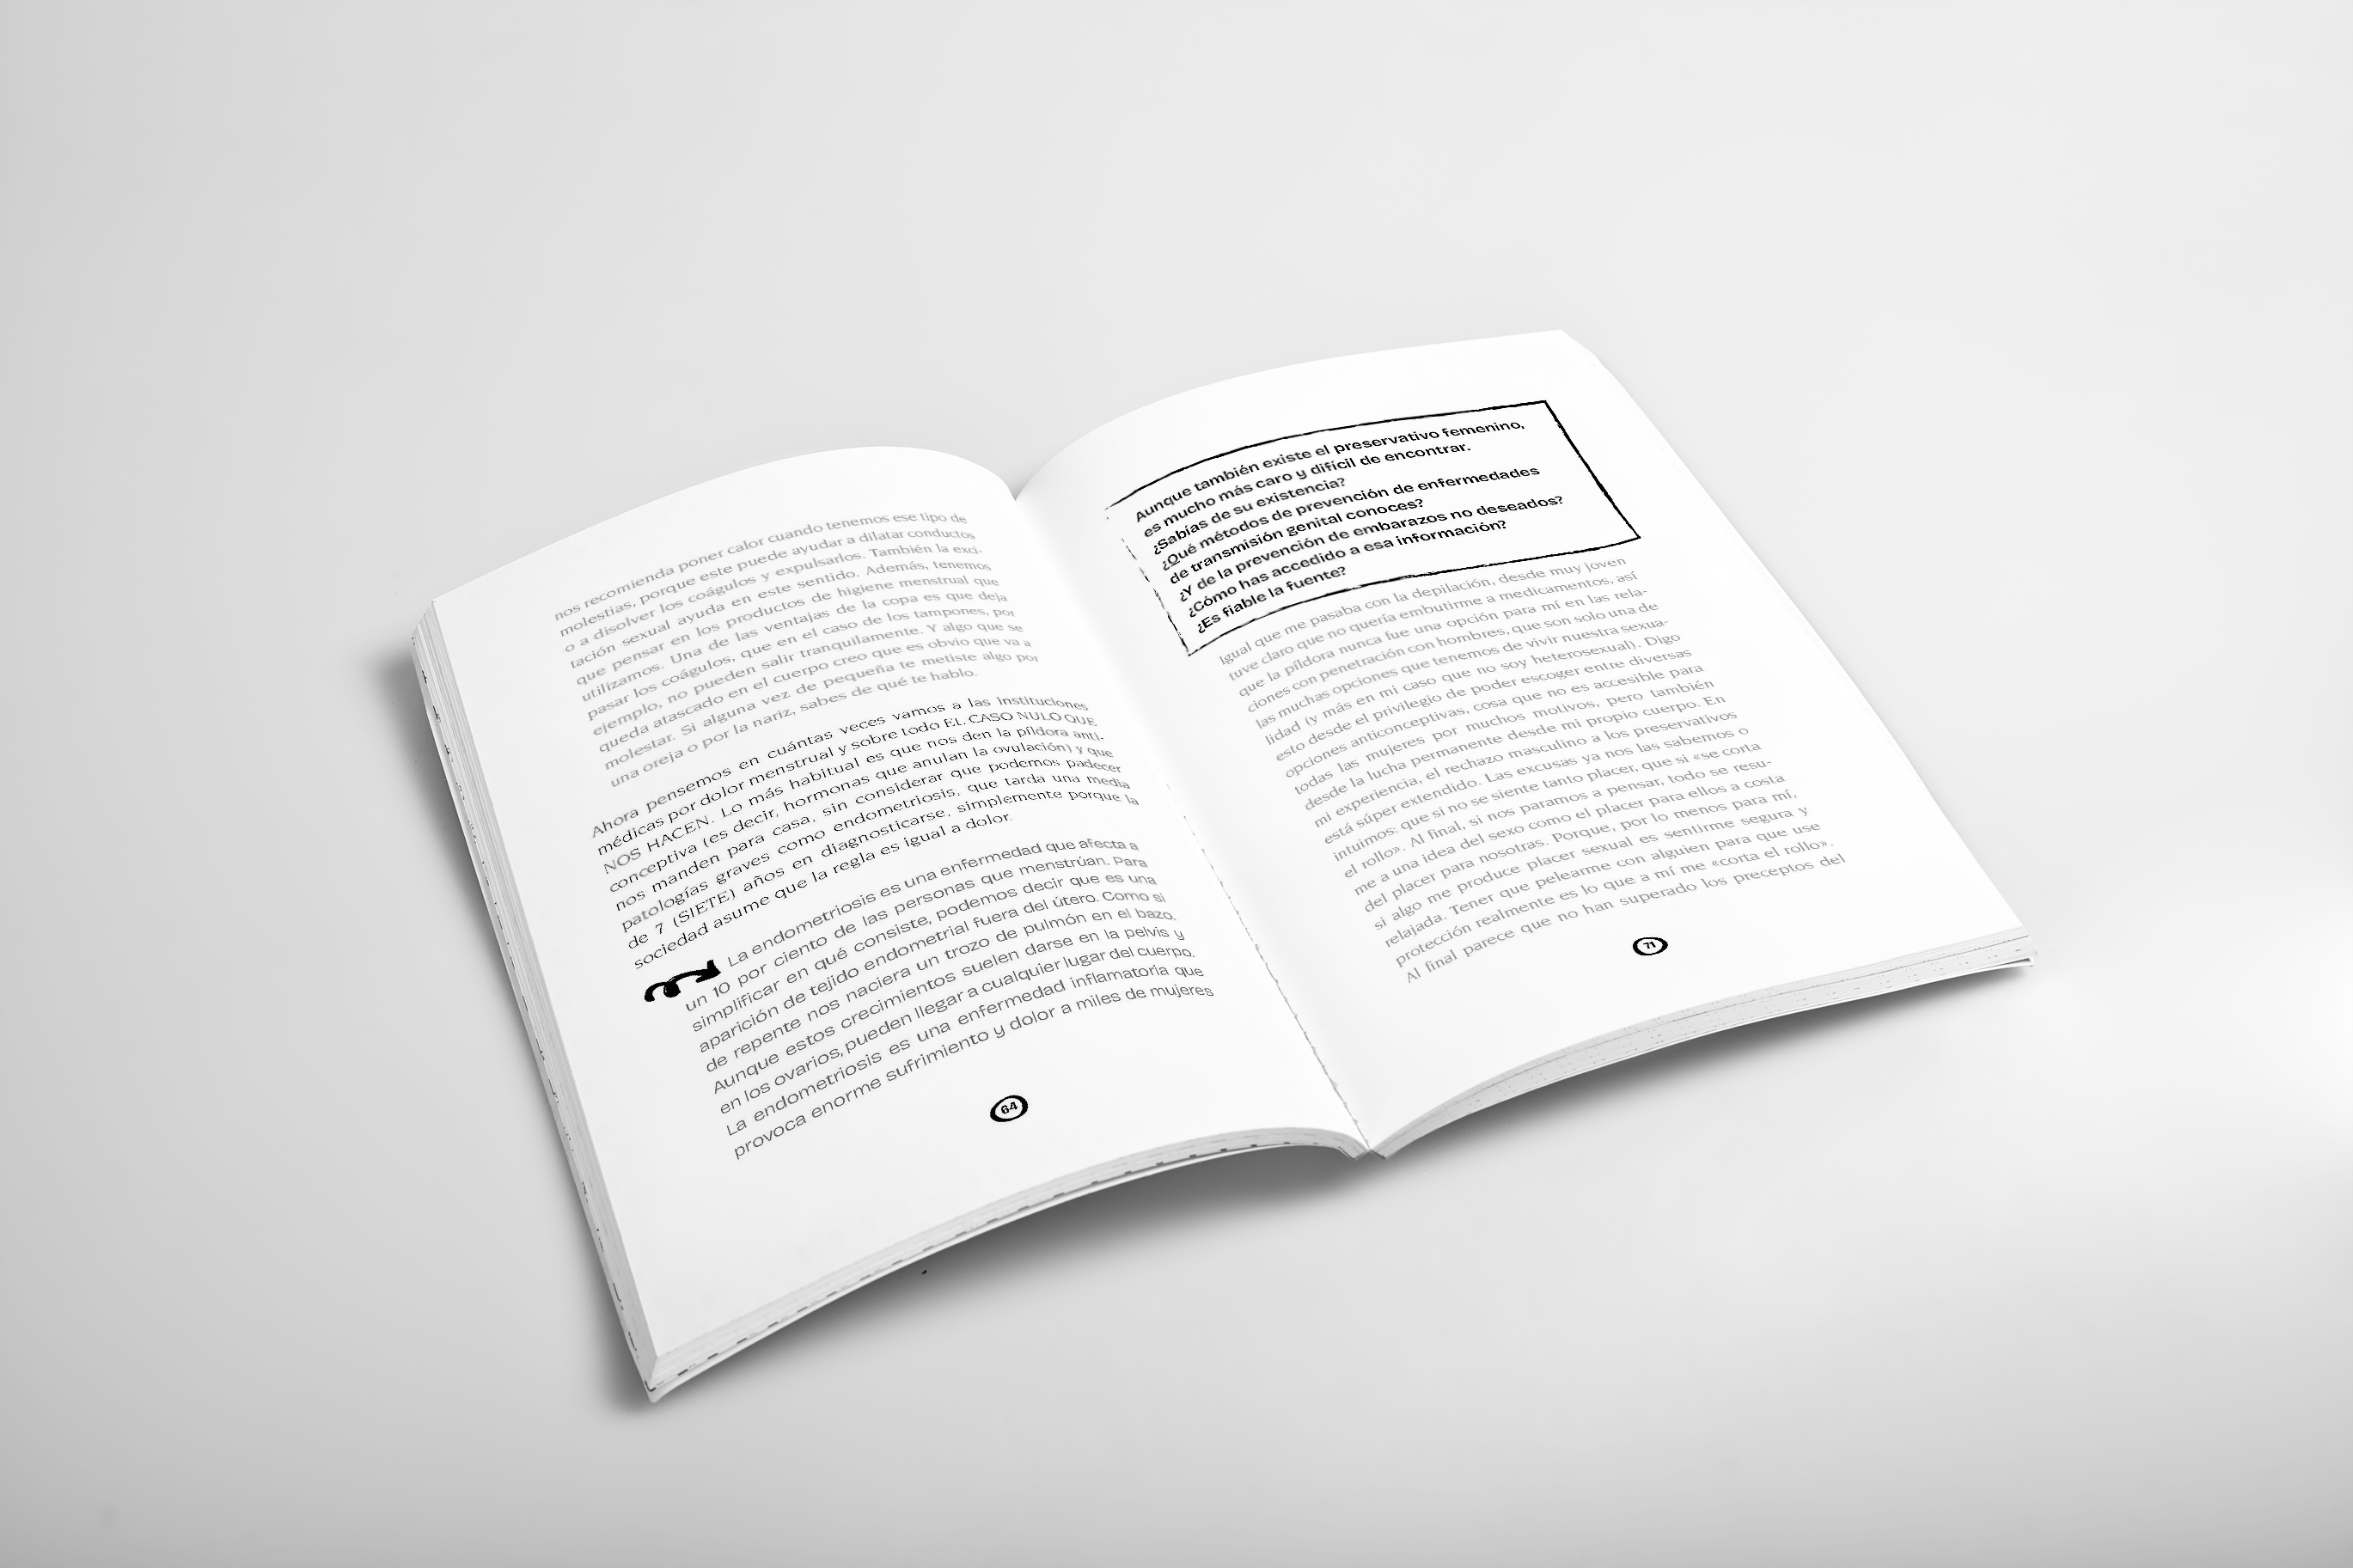 nos recomienda poner calor cuando tenemos ese tipo de
molestias, porque este puede ayudar a dilatar conductos
o a disolver los coágulos y expulsarlos. También la exci-
tación sexual ayuda en este sentido. Además, tenemos
que pensar en los productos de higiene menstrual que
utilizamos. Una de las ventajas de la copa es que deja
pasar los coágulos, que en el caso de los tampones, por
ejemplo, no pueden salir tranquilamente. Y algo que se
queda atascado en el cuerpo creo que es obvio que va a
molestar. Si alguna vez de pequeña te metiste algo por
una oreja o por la nariz, sabes de qué te hablo.
Ahora pensemos en cuántas veces vamos a las instituciones
médicas por dolor menstrual y sobre todo EL CASO NULO QUE
NOS HACEN. Lo más habitual es que nos den la píldora anti-
conceptiva (es decir, hormonas que anulan la ovulación) y que
nos manden para casa, sin considerar que podemos padecer
patologías graves como endometriosis, que tarda una media
de 7 (SIETE) años en diagnosticarse, simplemente porque la
sociedad asume que la regla es igual a dolor.
La endometriosis es una enfermedad que afecta a
un 10 por ciento de las personas que menstrúan. Para
simplificar en qué consiste, podemos decir que es una
aparición de tejido endometrial fuera del útero. Como si
de repente nos naciera un trozo de pulmón en el bazo.
Aunque estos crecimientos suelen darse en la pelvis y
en los ovarios, pueden llegar a cualquier lugar del cuerpo.
La endometriosis es una enfermedad inflamatoria que
provoca enorme sufrimiento y dolor a miles de mujeres
64
Aunque también existe el preservativo femenino,
es mucho más caro y difícil de encontrar.
¿Sabías de su existencia?
¿Qué métodos de prevención de enfermedades
de transmisión genital conoces?
¿Y de la prevención de embarazos no deseados?
¿Cómo has accedido a esa información?
¿Es fiable la fuente?
Igual que me pasaba con la depilación, desde muy joven
tuve claro que no quería embutirme a medicamentos, así
que la píldora nunca fue una opción para mí en las rela-
ciones con penetración con hombres, que son solo una de
las muchas opciones que tenemos de vivir nuestra sexua-
lidad (y más en mi caso que no soy heterosexual). Digo
esto desde el privilegio de poder escoger entre diversas
opciones anticonceptivas, cosa que no es accesible para
todas las mujeres por muchos motivos, pero también
desde la lucha permanente desde mi propio cuerpo. En
mi experiencia, el rechazo masculino a los preservativos
está súper extendido. Las excusas ya nos las sabemos o
intuimos: que si no se siente tanto placer, que si «se corta
el rollo». Al final, si nos paramos a pensar, todo se resu-
me a una idea del sexo como el placer para ellos a costa
del placer para nosotras. Porque, por lo menos para mí,
si algo me produce placer sexual es sentirme segura y
relajada. Tener que pelearme con alguien para que use
protección realmente es lo que a mí me «corta el rollo».
Al final parece que no han superado los preceptos del
71